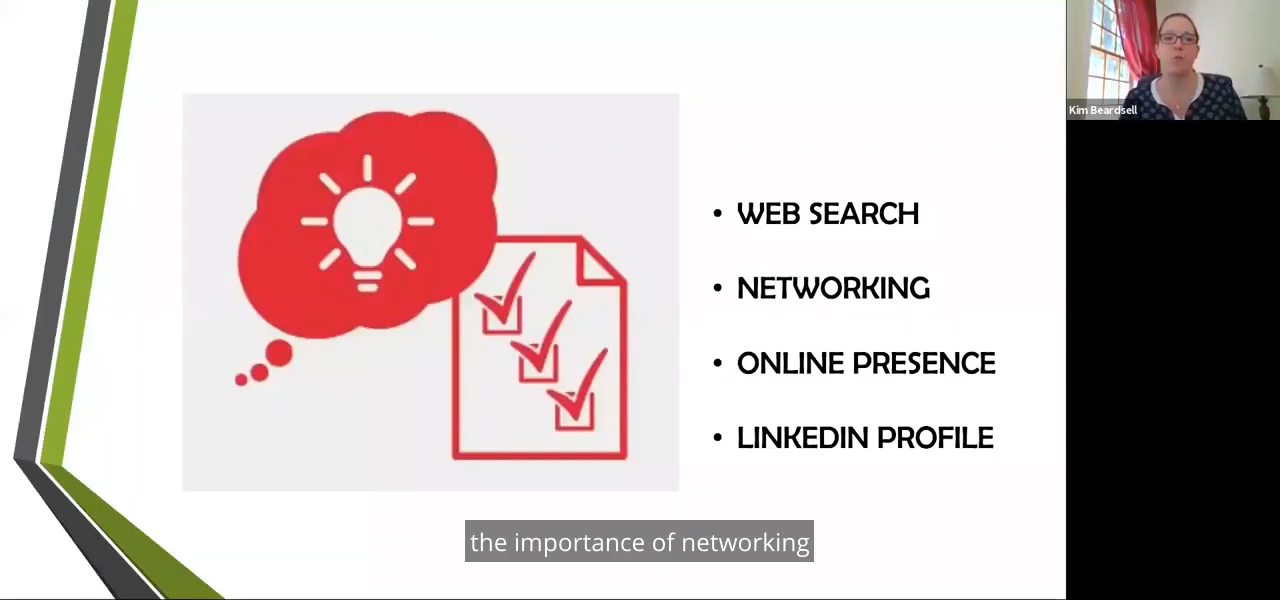 Kim Beardsell
• WEB SEARCH
• NETWORKING
• ONLINE PRESENCE
• LINKEDIN PROFILE
the importance of networking